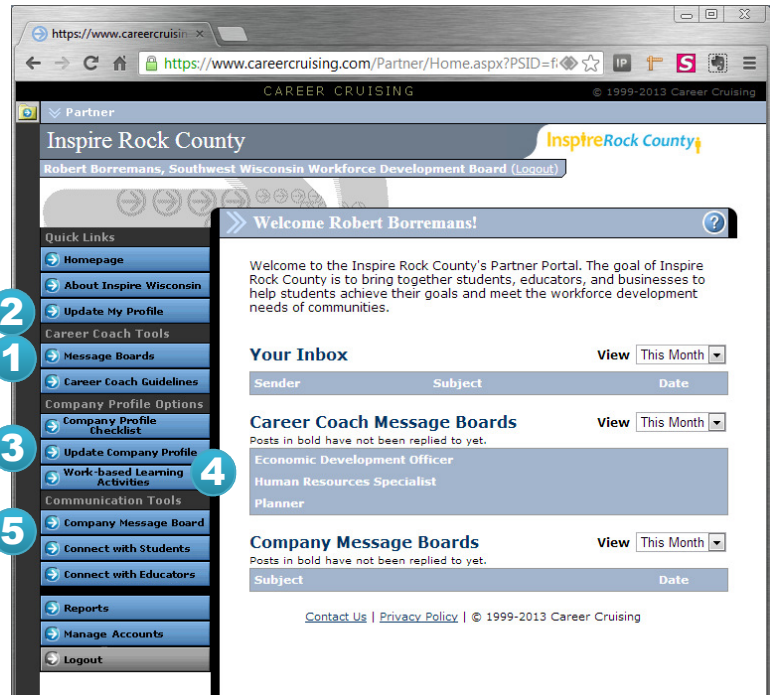 https://www.careercruisin
https://www.careercruising.com/Partner/Home.aspx?PSID=fi
IP
S
CAREER CRUISING
© 1999-2013 Career Cruising
Partner
Inspire Rock County
InspireRock County
Robert Borremans, Southwest Wisconsin Workforce Development Board (Logout)
Welcome Robert Borremans!
?
Quick Links
Homepage
About Inspire Wisconsin
2
Update My Profile
Career Coach Tools
1
Message Boards
Career Coach Guidelines
Company Profile Options
Company Profile
Checklist
3
Update Company Profile
Work-based Learning
Activities
4
Communication Tools
5
Company Message Board
Connect with Students
Connect with Educators
Reports
Manage Accounts
Logout
Welcome to the Inspire Rock County's Partner Portal. The goal of Inspire
Rock County is to bring together students, educators, and businesses to
help students achieve their goals and meet the workforce development
needs of communities.
Your Inbox
View This Month
Sender Subject Date
Career Coach Message Boards
View This Month
Posts in bold have not been replied to yet.
Economic Development Officer
Human Resources Specialist
Planner
Company Message Boards
View This Month
Posts in bold have not been replied to yet.
Subject Date
Contact Us | Privacy Policy | © 1999-2013 Career Cruising